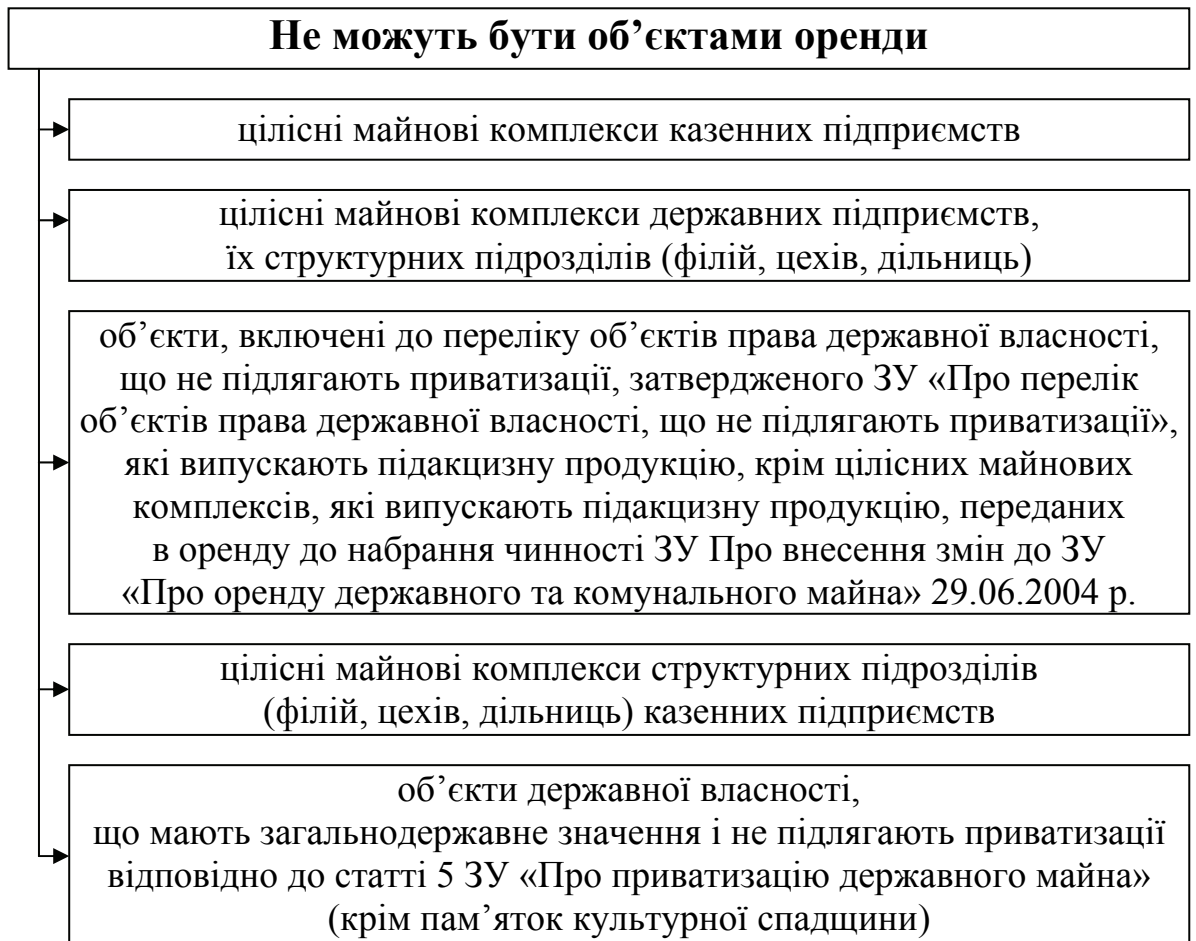 Не можуть бути об’єктами оренди
цілісні майнові комплекси казенних підприємств
цілісні майнові комплекси державних підприємств,
їх структурних підрозділів (філій, цехів, дільниць)
об’єкти, включені до переліку об’єктів права державної власності,
що не підлягають приватизації, затвердженого ЗУ «Про перелік
об’єктів права державної власності, що не підлягають приватизації»,
які випускають підакцизну продукцію, крім цілісних майнових
комплексів, які випускають підакцизну продукцію, переданих
в оренду до набрання чинності ЗУ Про внесення змін до ЗУ
«Про оренду державного та комунального майна» 29.06.2004 р.
цілісні майнові комплекси структурних підрозділів
(філій, цехів, дільниць) казенних підприємств
об’єкти державної власності,
що мають загальнодержавне значення і не підлягають приватизації
відповідно до статті 5 ЗУ «Про приватизацію державного майна»
(крім пам’яток культурної спадщини)